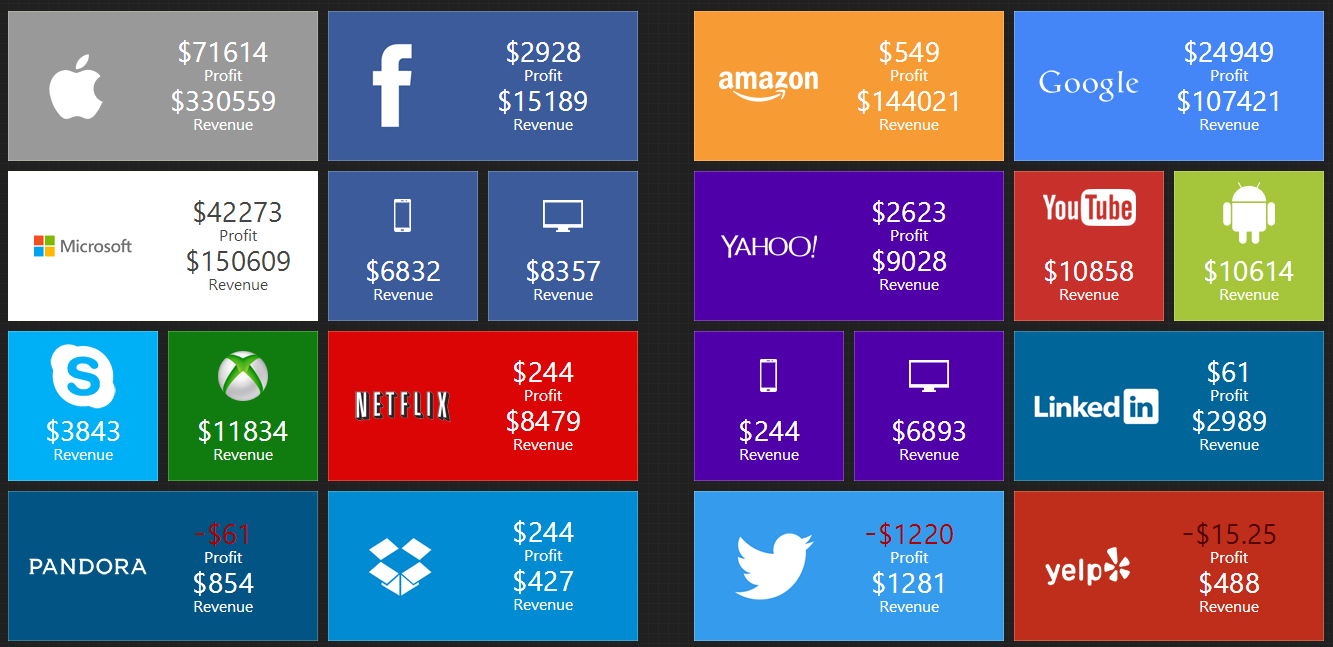 $71614
Profit
$330559
Revenue
$2928
Profit
$15189
Revenue
amazon
$549
Profit
$144021
Revenue
Google
$24949
Profit
$107421
Revenue
Microsoft
$42273
Profit
$150609
Revenue
$6832
Revenue
$8357
Revenue
YAHOO!
$2623
Profit
$9028
Revenue
YouTube
$10858
Revenue
$10614
Revenue
S
$3843
Revenue
$11834
Revenue
NETFLIX
$244
Profit
$8479
Revenue
$244
Revenue
$6893
Revenue
Linked in
$61
Profit
$2989
Revenue
PANDORA
-$61
Profit
$854
Revenue
$244
Profit
$427
Revenue
-$1220
Profit
$1281
Revenue
yelp
-$15.25
Profit
$488
Revenue